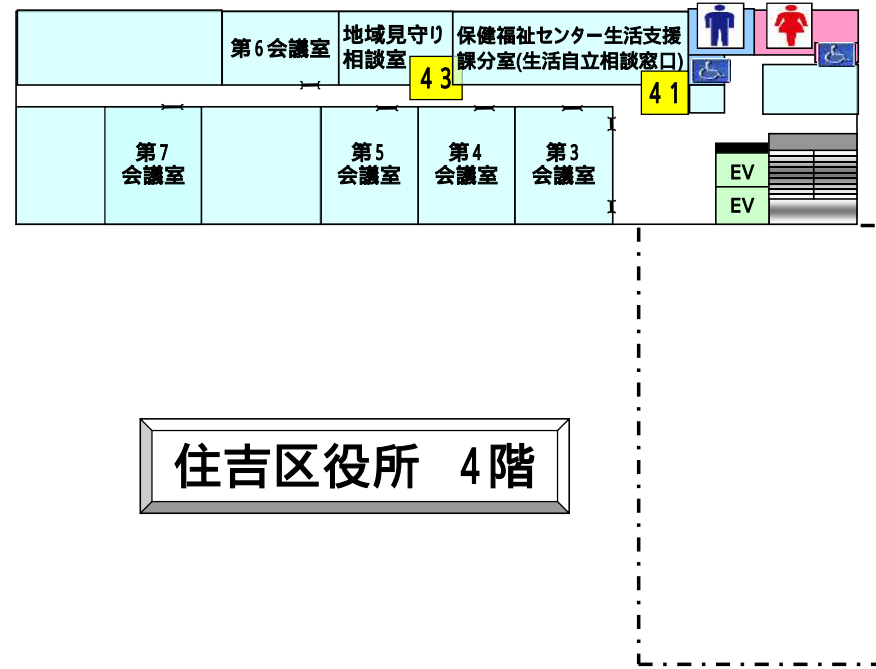 第6会議室
地域見守り
相談室
43
保健福祉センター生活支援
課分室(生活自立相談窓口)
41
第7
会議室
第5
会議室
第4
会議室
第3
会議室
EV
EV
住吉区役所 4階